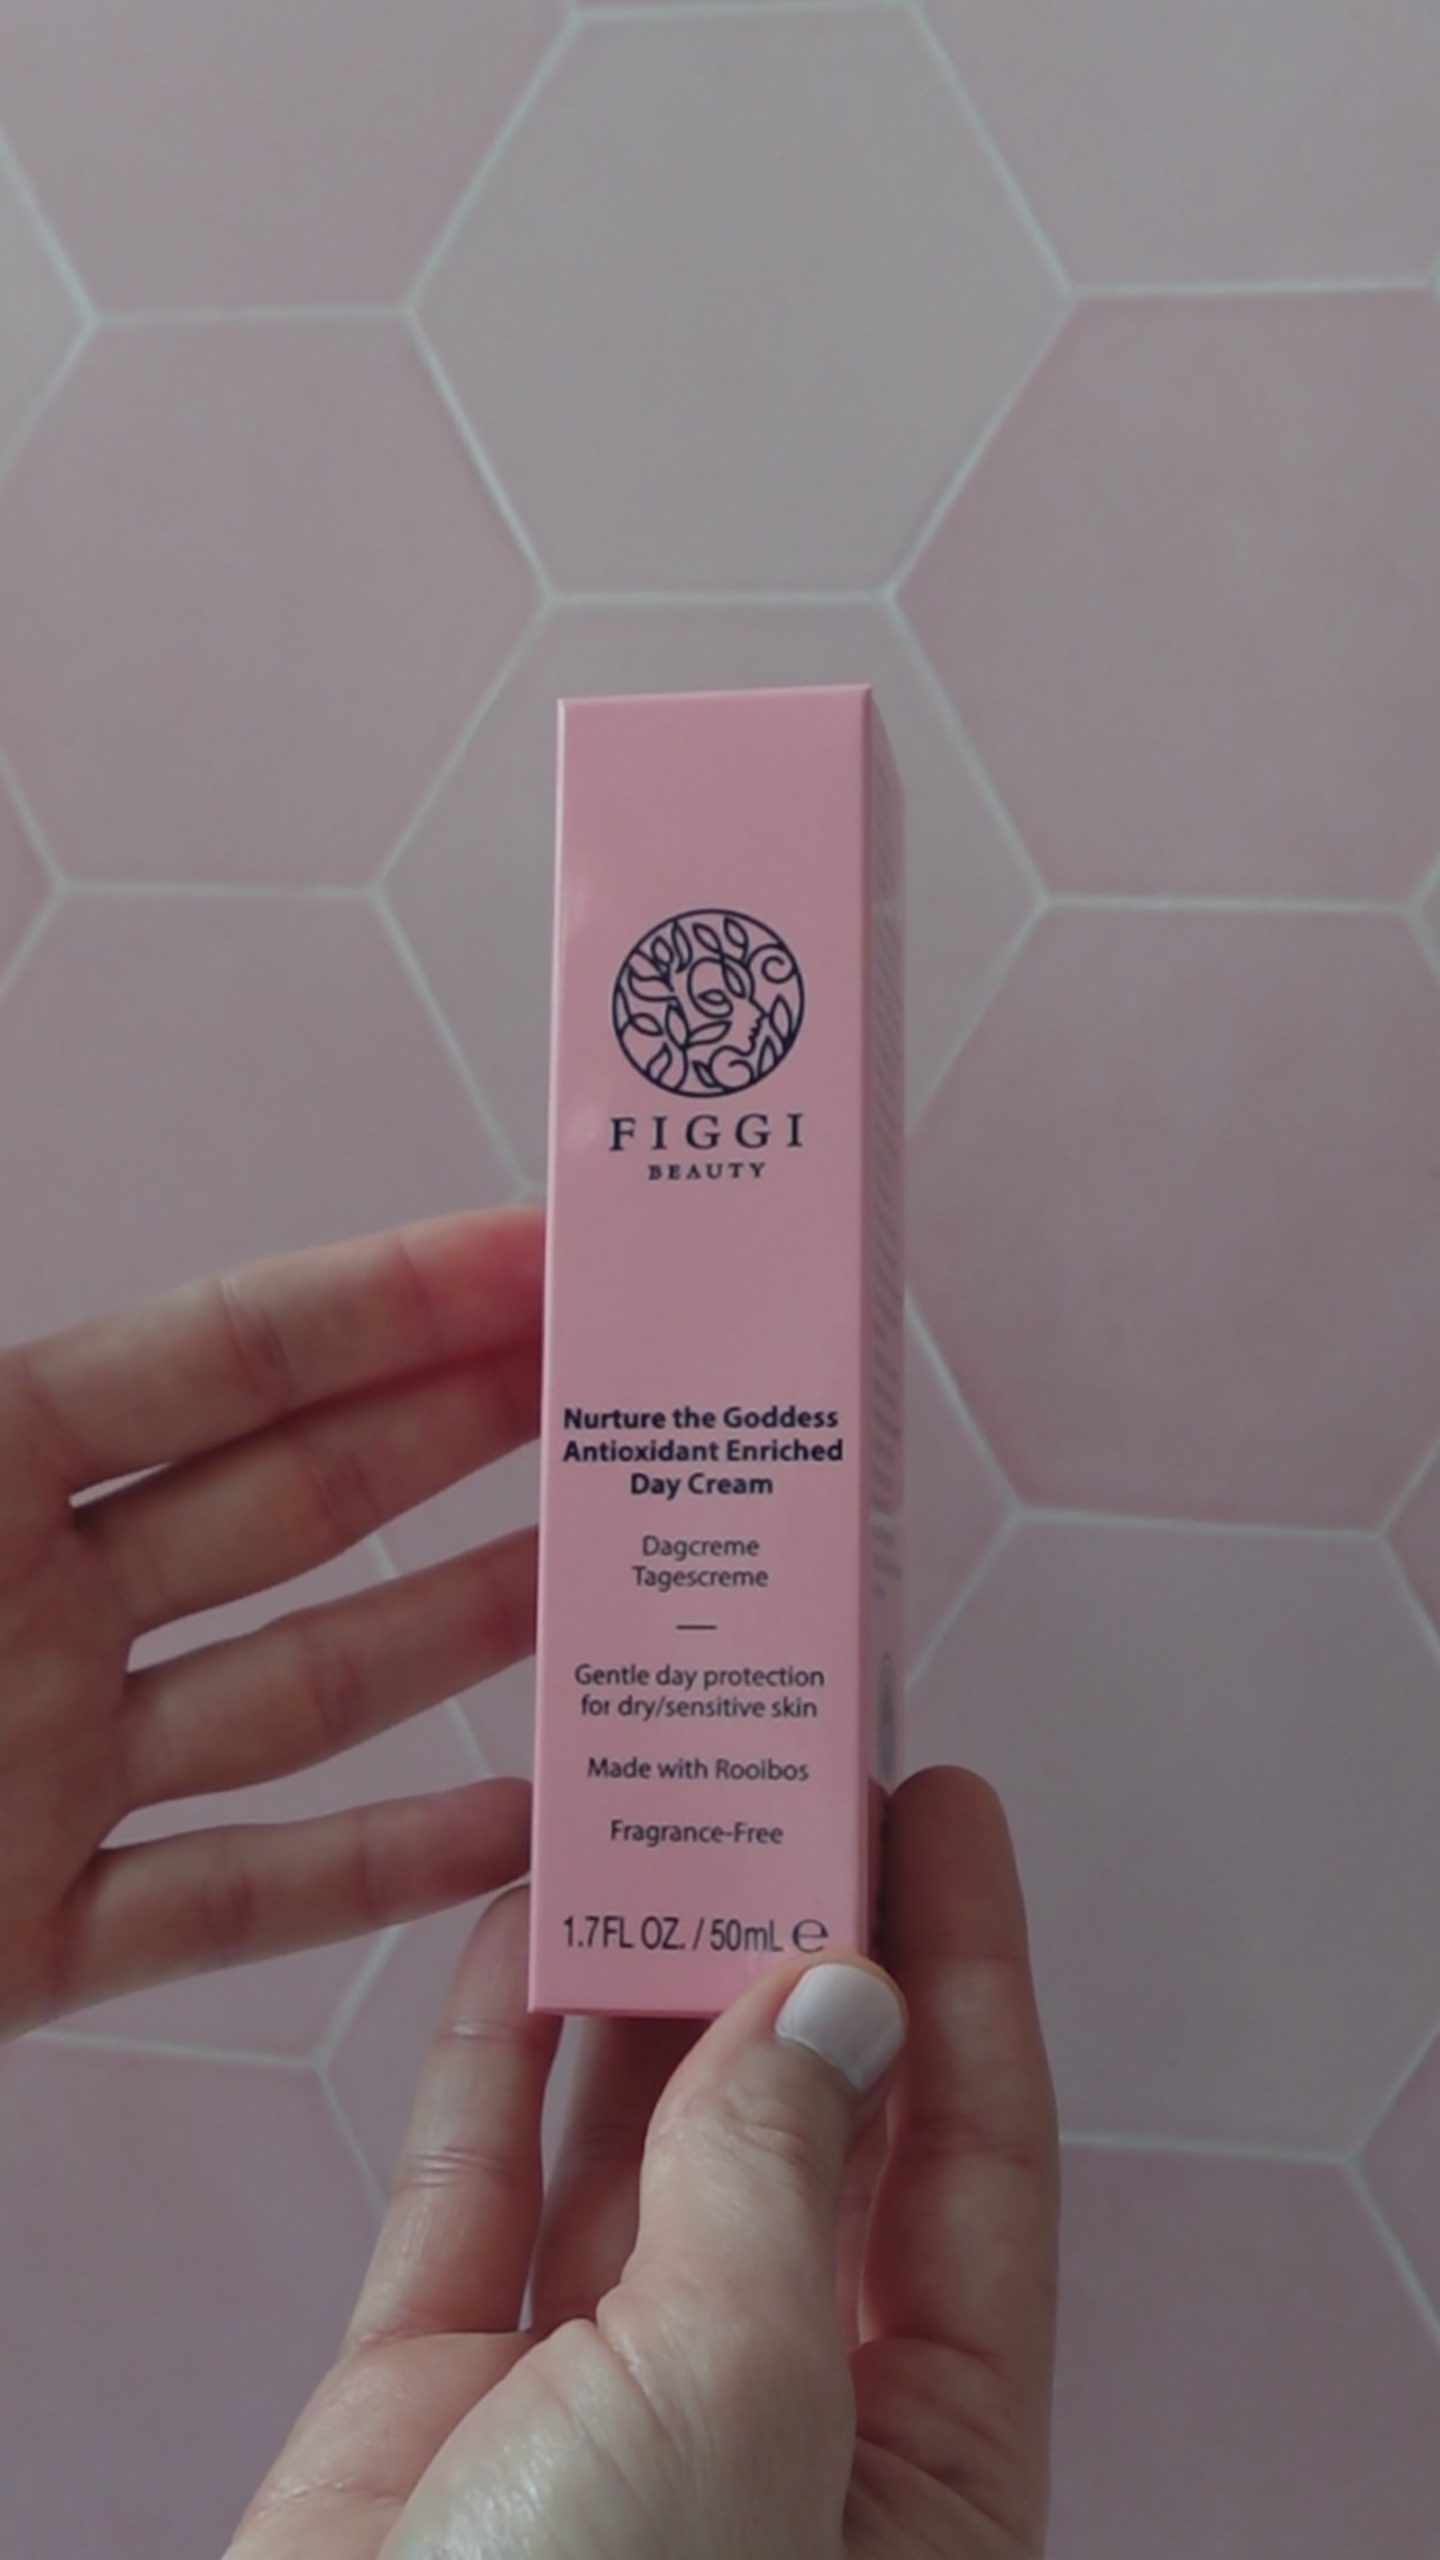 FIGGI
BEAUTY
Nurture the Goddess
Antioxidant Enriched
Day Cream
Dagcreme
Tagescreme
Gentle day protection
for dry/sensitive skin
Made with Rooibos
Fragrance-Free
1.7FL OZ. / 50mL ℮